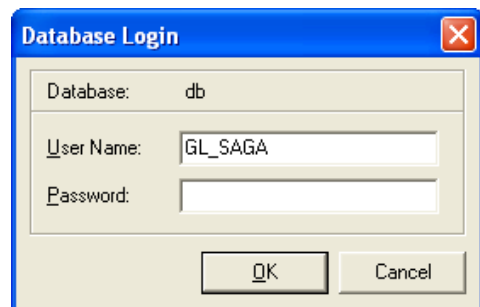 Database Login
Database: db
User Name: GL_SAGA
Password:
OK Cancel